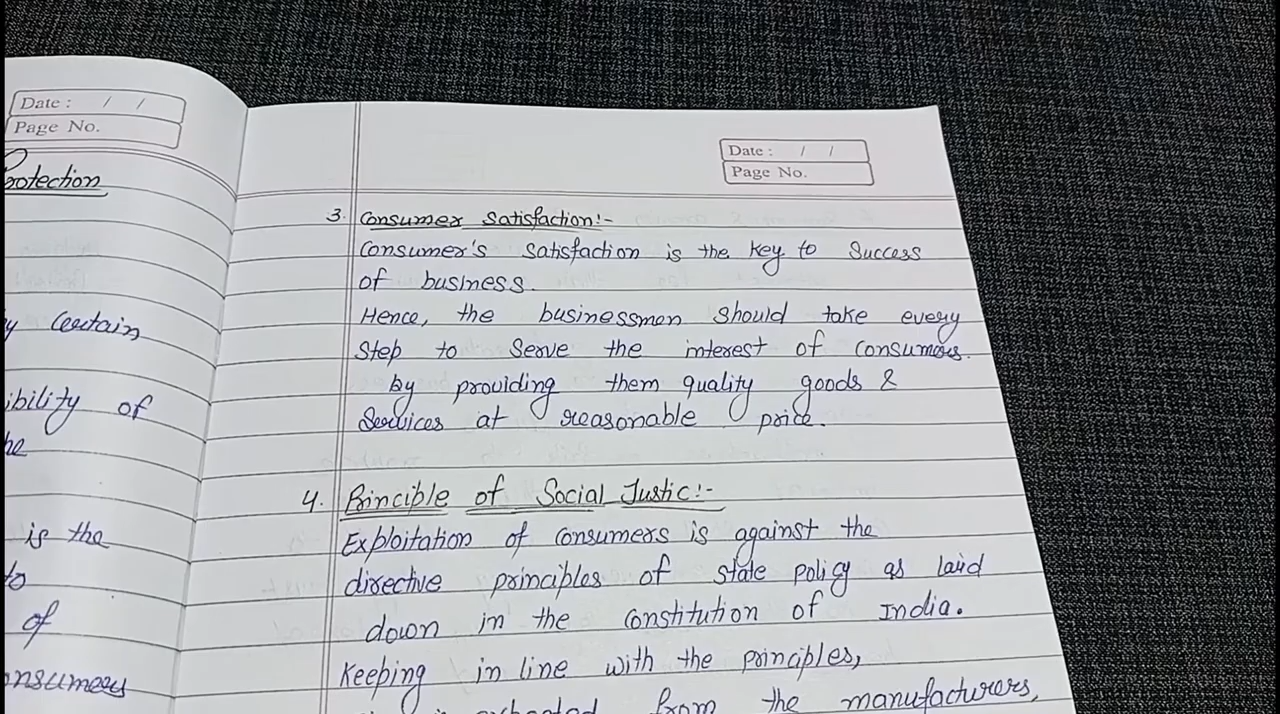 Date : / /
Page No.
Protection
certain
ibility of
he
is the
to
of
nsumers
Date : / /
Page No.
3. Consumer Satisfaction:-
Consumer's satisfaction is the key to success
of business.
Hence, the businessmen should take every
step to serve the interest of consumers.
by providing them quality goods &
services at reasonable price.
4. Principle of Social Justic:-
Exploitation of consumers is against the
directive principles of state policy as laid
down in the constitution of India.
Keeping in line with the principles,
from the manufacturers,